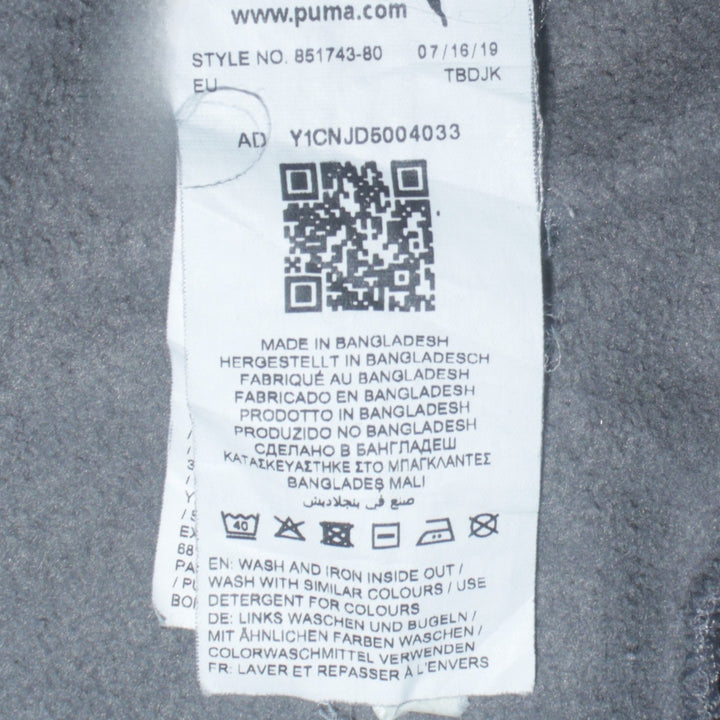 www.puma.com
STYLE NO. 851743-80 07/16/19
EU TBDJK
AD Y1CNJD5004033
MADE IN BANGLADESH
HERGESTELLT IN BANGLADESCH
FABRIQUÉ AU BANGLADESH
FABRICADO EN BANGLADESH
PRODOTTO IN BANGLADESH
PRODUZIDO NO BANGLADESH
СДЕЛАНО В БАНГЛАДЕШ
ΚΑΤΑΣΚΕΥΑΣΤΗΚΕ ΣΤΟ ΜΠΑΓΚΛΑΝΤΕΣ
BANGLADEŞ MALI
صنع في بنجلاديش
40
EN: WASH AND IRON INSIDE OUT /
WASH WITH SIMILAR COLOURS / USE
DETERGENT FOR COLOURS
DE: LINKS WASCHEN UND BUGELN /
MIT ÄHNLICHEN FARBEN WASCHEN /
COLORWASCHMITTEL VERWENDEN
FR: LAVER ET REPASSER À L'ENVERS